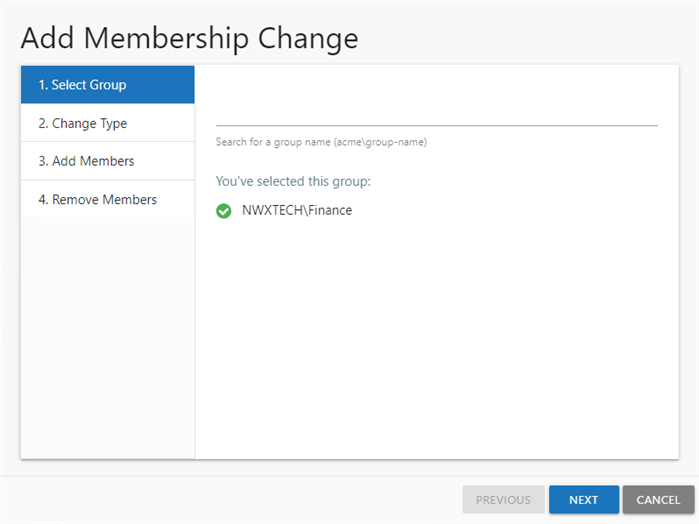 Add Membership Change
1. Select Group
2. Change Type
3. Add Members
4. Remove Members
Search for a group name (acme\group-name)
You've selected this group:
NWXTECH\Finance
PREVIOUS
NEXT
CANCEL